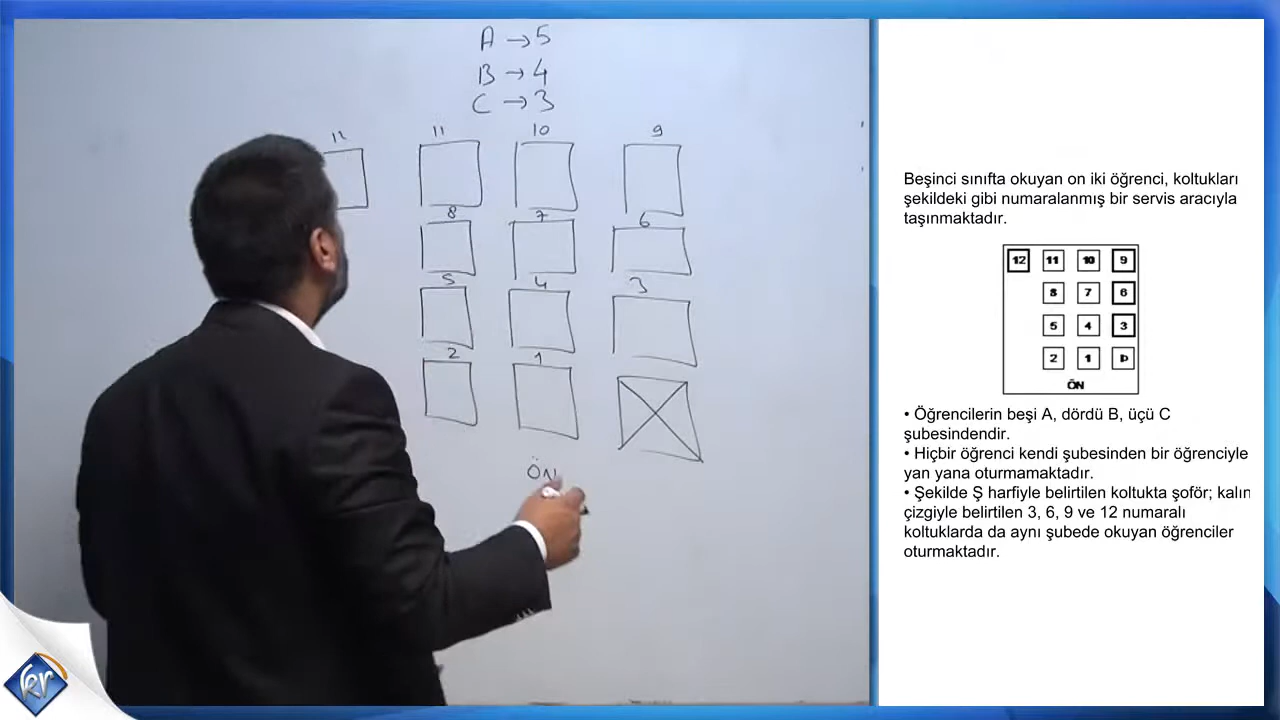 A → 5
B → 4
C → 3
12 11 10 9
8 7 6
5 4 3
2 1
ÖN
Beşinci sınıfta okuyan on iki öğrenci, koltukları
şekildeki gibi numaralanmış bir servis aracıyla
taşınmaktadır.
12 11 10 9
8 7 6
5 4 3
2 1 Þ
ÖN
• Öğrencilerin beşi A, dördü B, üçü C
şubesindendir.
• Hiçbir öğrenci kendi şubesinden bir öğrenciyle
yan yana oturmamaktadır.
• Şekilde Ş harfiyle belirtilen koltukta şoför; kalın
çizgiyle belirtilen 3, 6, 9 ve 12 numaralı
koltuklarda da aynı şubede okuyan öğrenciler
oturmaktadır.
kr